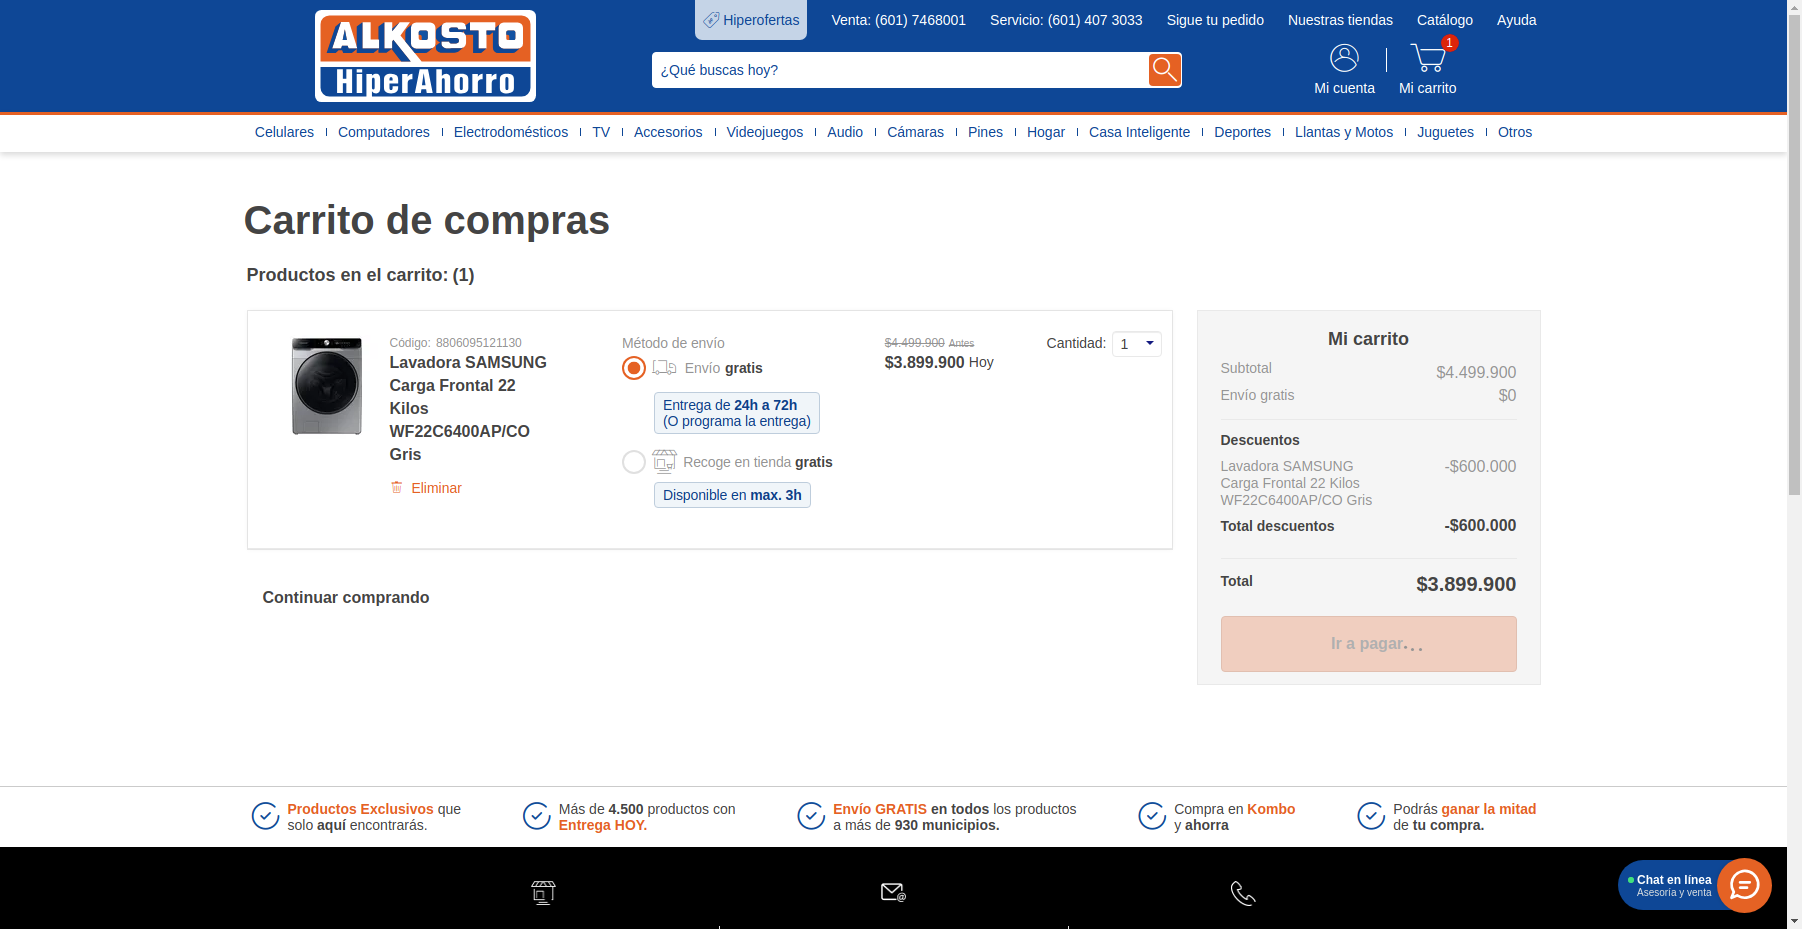 ALKOSTO
HiperAhorro
Hiperofertas
Venta: (601) 7468001
Servicio: (601) 407 3033
Sigue tu pedido
Nuestras tiendas
Catálogo
Ayuda
¿Qué buscas hoy?
Mi cuenta
1
Mi carrito
Celulares
Computadores
Electrodomésticos
TV
Accesorios
Videojuegos
Audio
Cámaras
Pines
Hogar
Casa Inteligente
Deportes
Llantas y Motos
Juguetes
Otros
Carrito de compras
Productos en el carrito: (1)
Código: 8806095121130
Lavadora SAMSUNG
Carga Frontal 22
Kilos
WF22C6400AP/CO
Gris
Eliminar
Método de envío
Envío gratis
Entrega de 24h a 72h
(O programa la entrega)
Recoge en tienda gratis
Disponible en max. 3h
$4.499.900 Antes
$3.899.900 Hoy
Cantidad: 1
Continuar comprando
Mi carrito
Subtotal $4.499.900
Envío gratis $0
Descuentos
Lavadora SAMSUNG -$600.000
Carga Frontal 22 Kilos
WF22C6400AP/CO Gris
Total descuentos -$600.000
Total $3.899.900
Ir a pagar...
Productos Exclusivos que
solo aquí encontrarás.
Más de 4.500 productos con
Entrega HOY.
Envío GRATIS en todos los productos
a más de 930 municipios.
Compra en Kombo
y ahorra
Podrás ganar la mitad
de tu compra.
Chat en línea
Asesoría y venta